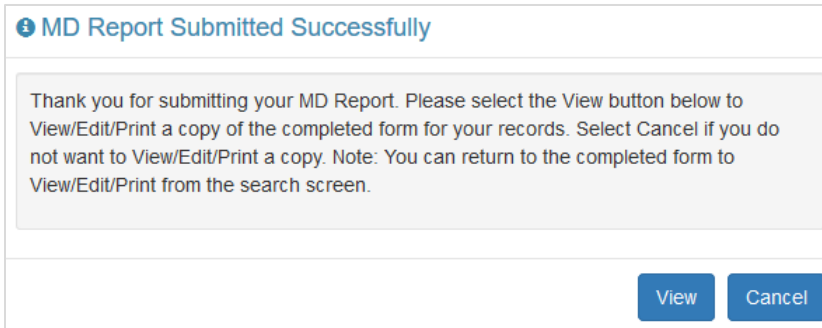 MD Report Submitted Successfully
Thank you for submitting your MD Report. Please select the View button below to
View/Edit/Print a copy of the completed form for your records. Select Cancel if you do
not want to View/Edit/Print a copy. Note: You can return to the completed form to
View/Edit/Print from the search screen.
View
Cancel